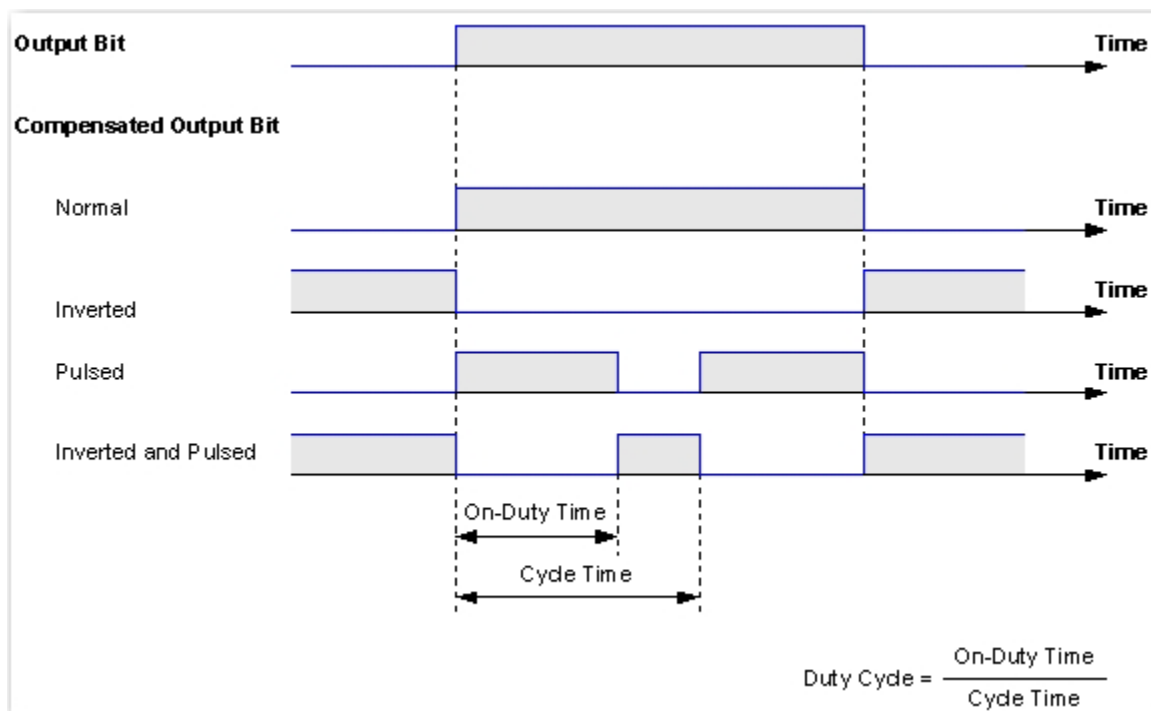 Output Bit
Time
Compensated Output Bit
Normal
Time
Inverted
Time
Pulsed
Time
Inverted and Pulsed
Time
On-Duty Time
Cycle Time
Duty Cycle = On-Duty Time
Cycle Time